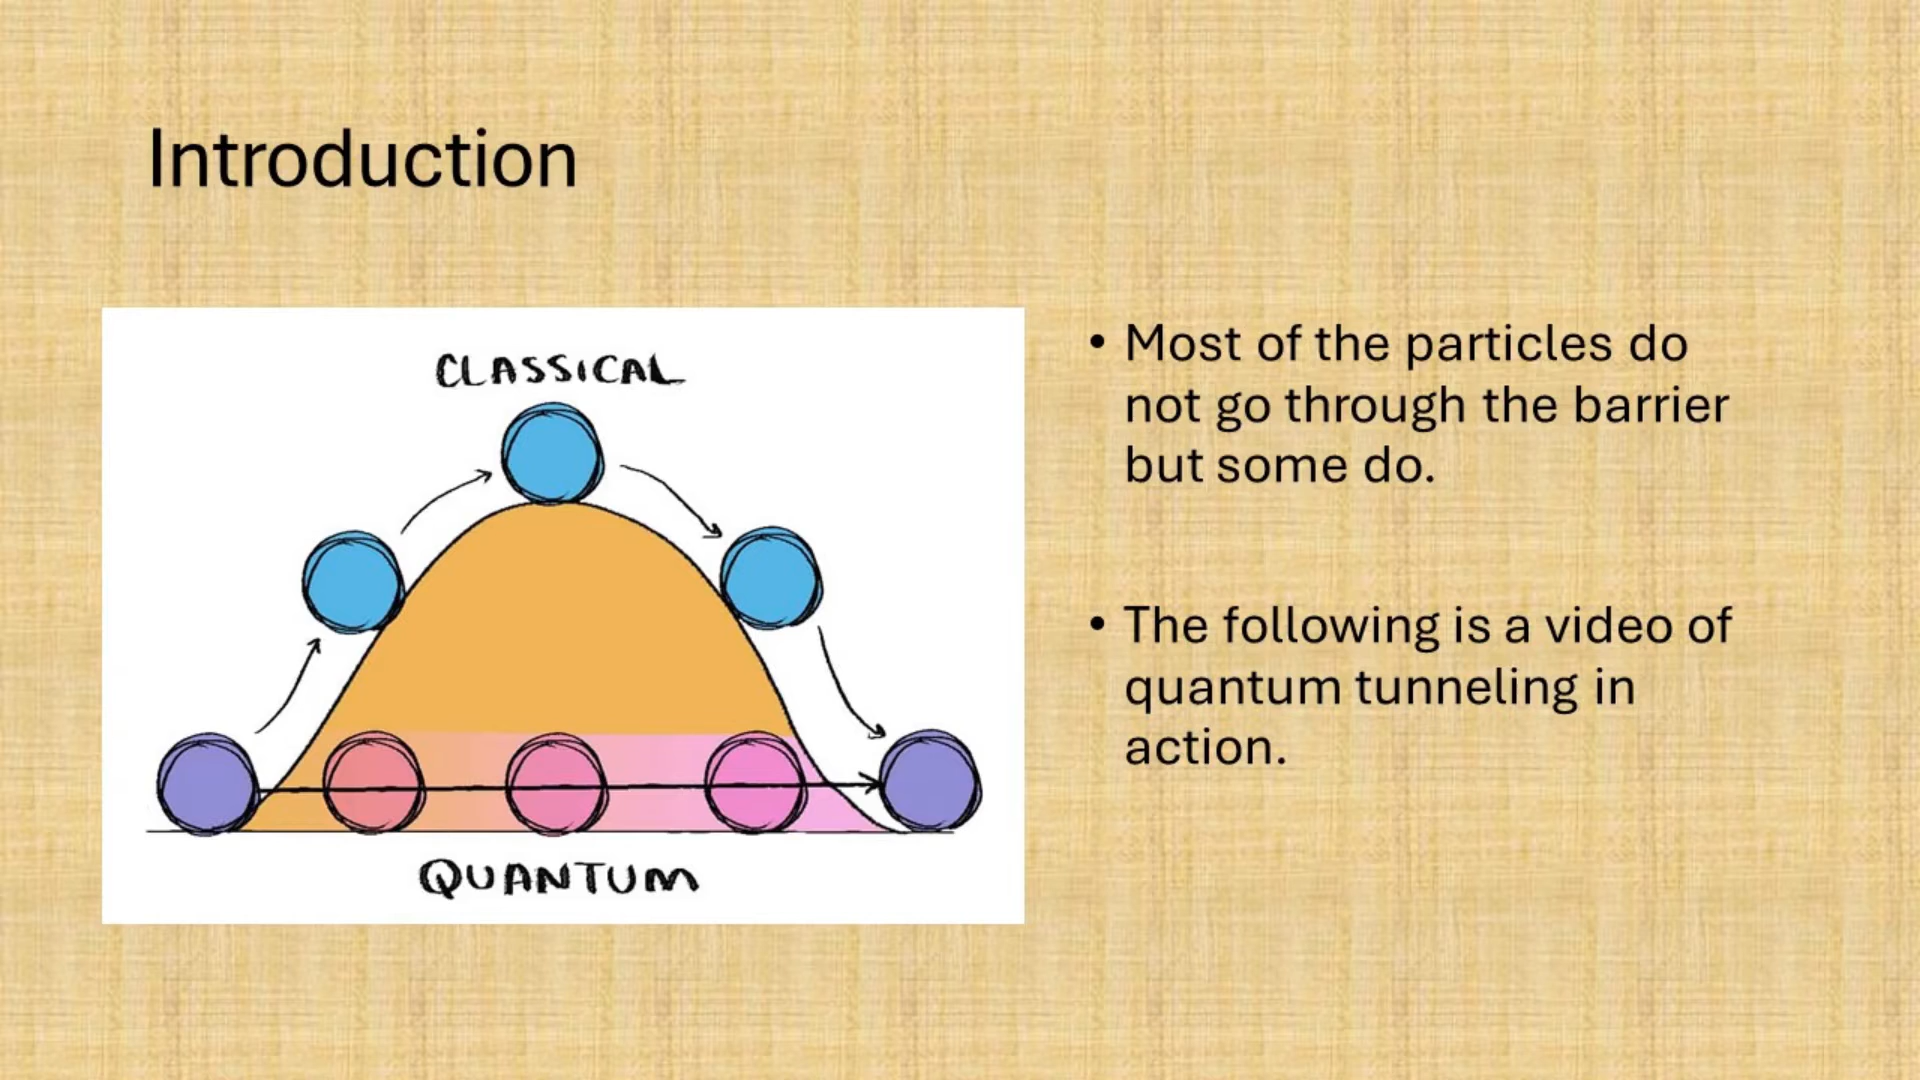 Introduction
CLASSICAL
QUANTUM
• Most of the particles do
not go through the barrier
but some do.
• The following is a video of
quantum tunneling in
action.